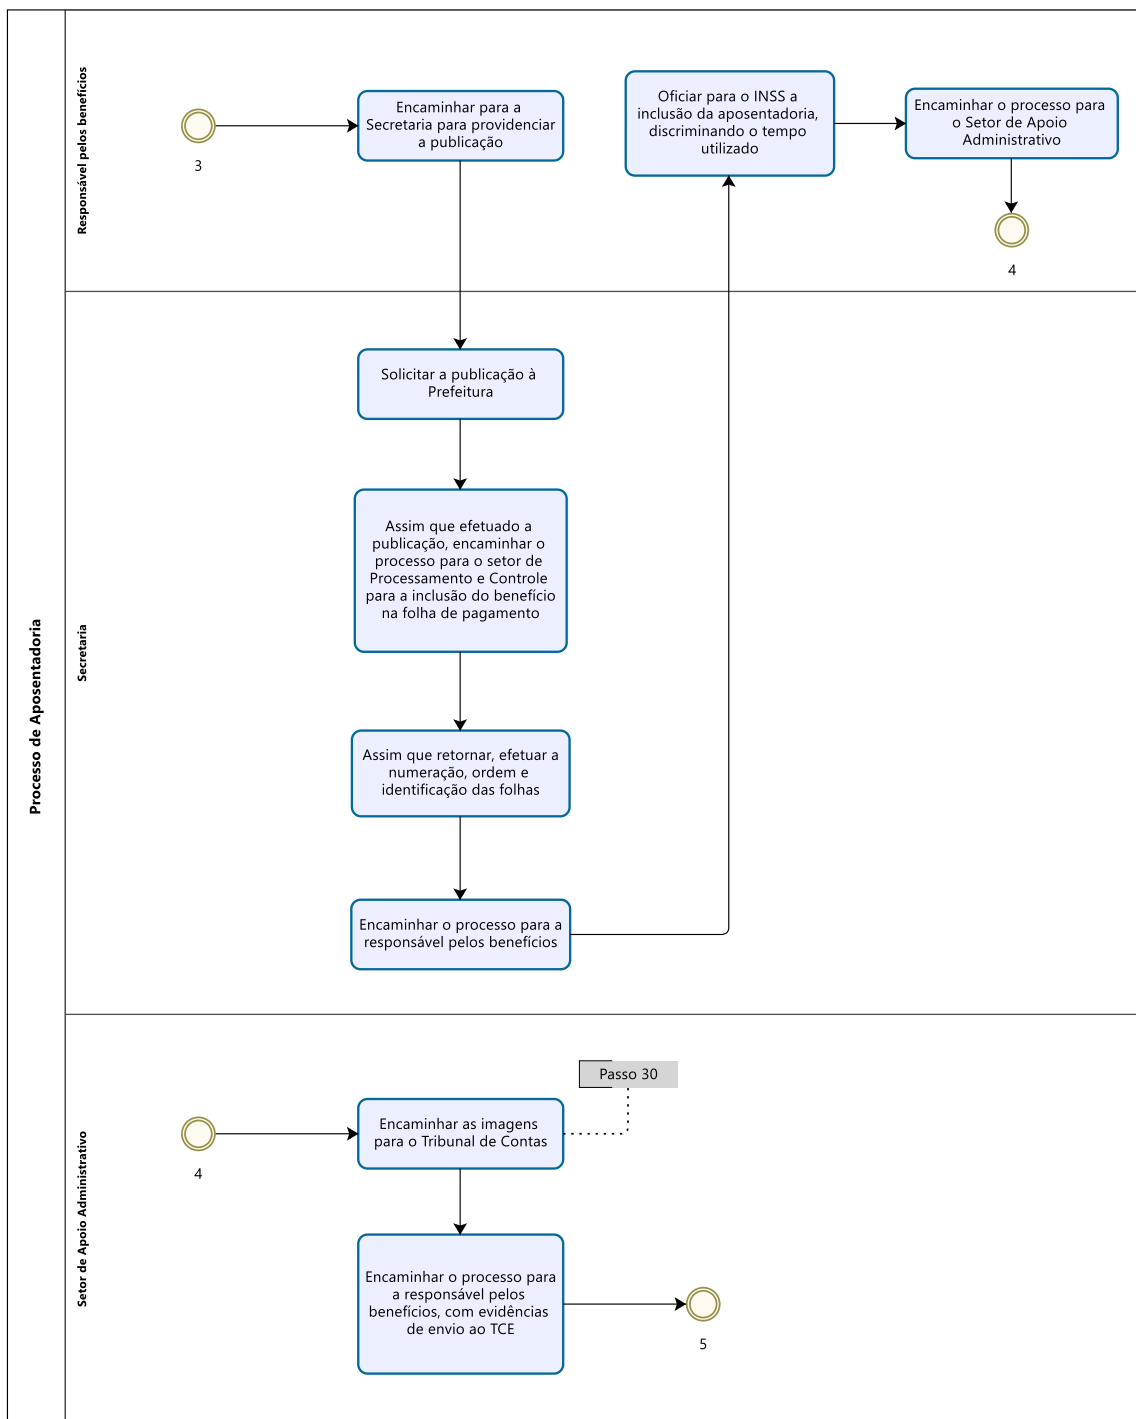 Processo de Aposentadoria
Responsável pelos benefícios
3
Encaminhar para a
Secretaria para providenciar
a publicação
Oficiar para o INSS a
inclusão da aposentadoria,
discriminando o tempo
utilizado
Encaminhar o processo para
o Setor de Apoio
Administrativo
4
Secretaria
Solicitar a publicação à
Prefeitura
Assim que efetuado a
publicação, encaminhar o
processo para o setor de
Processamento e Controle
para a inclusão do benefício
na folha de pagamento
Assim que retornar, efetuar a
numeração, ordem e
identificação das folhas
Encaminhar o processo para a
responsável pelos benefícios
Setor de Apoio Administrativo
4
Encaminhar as imagens
para o Tribunal de Contas
Passo 30
Encaminhar o processo para
a responsável pelos
benefícios, com evidências
de envio ao TCE
5